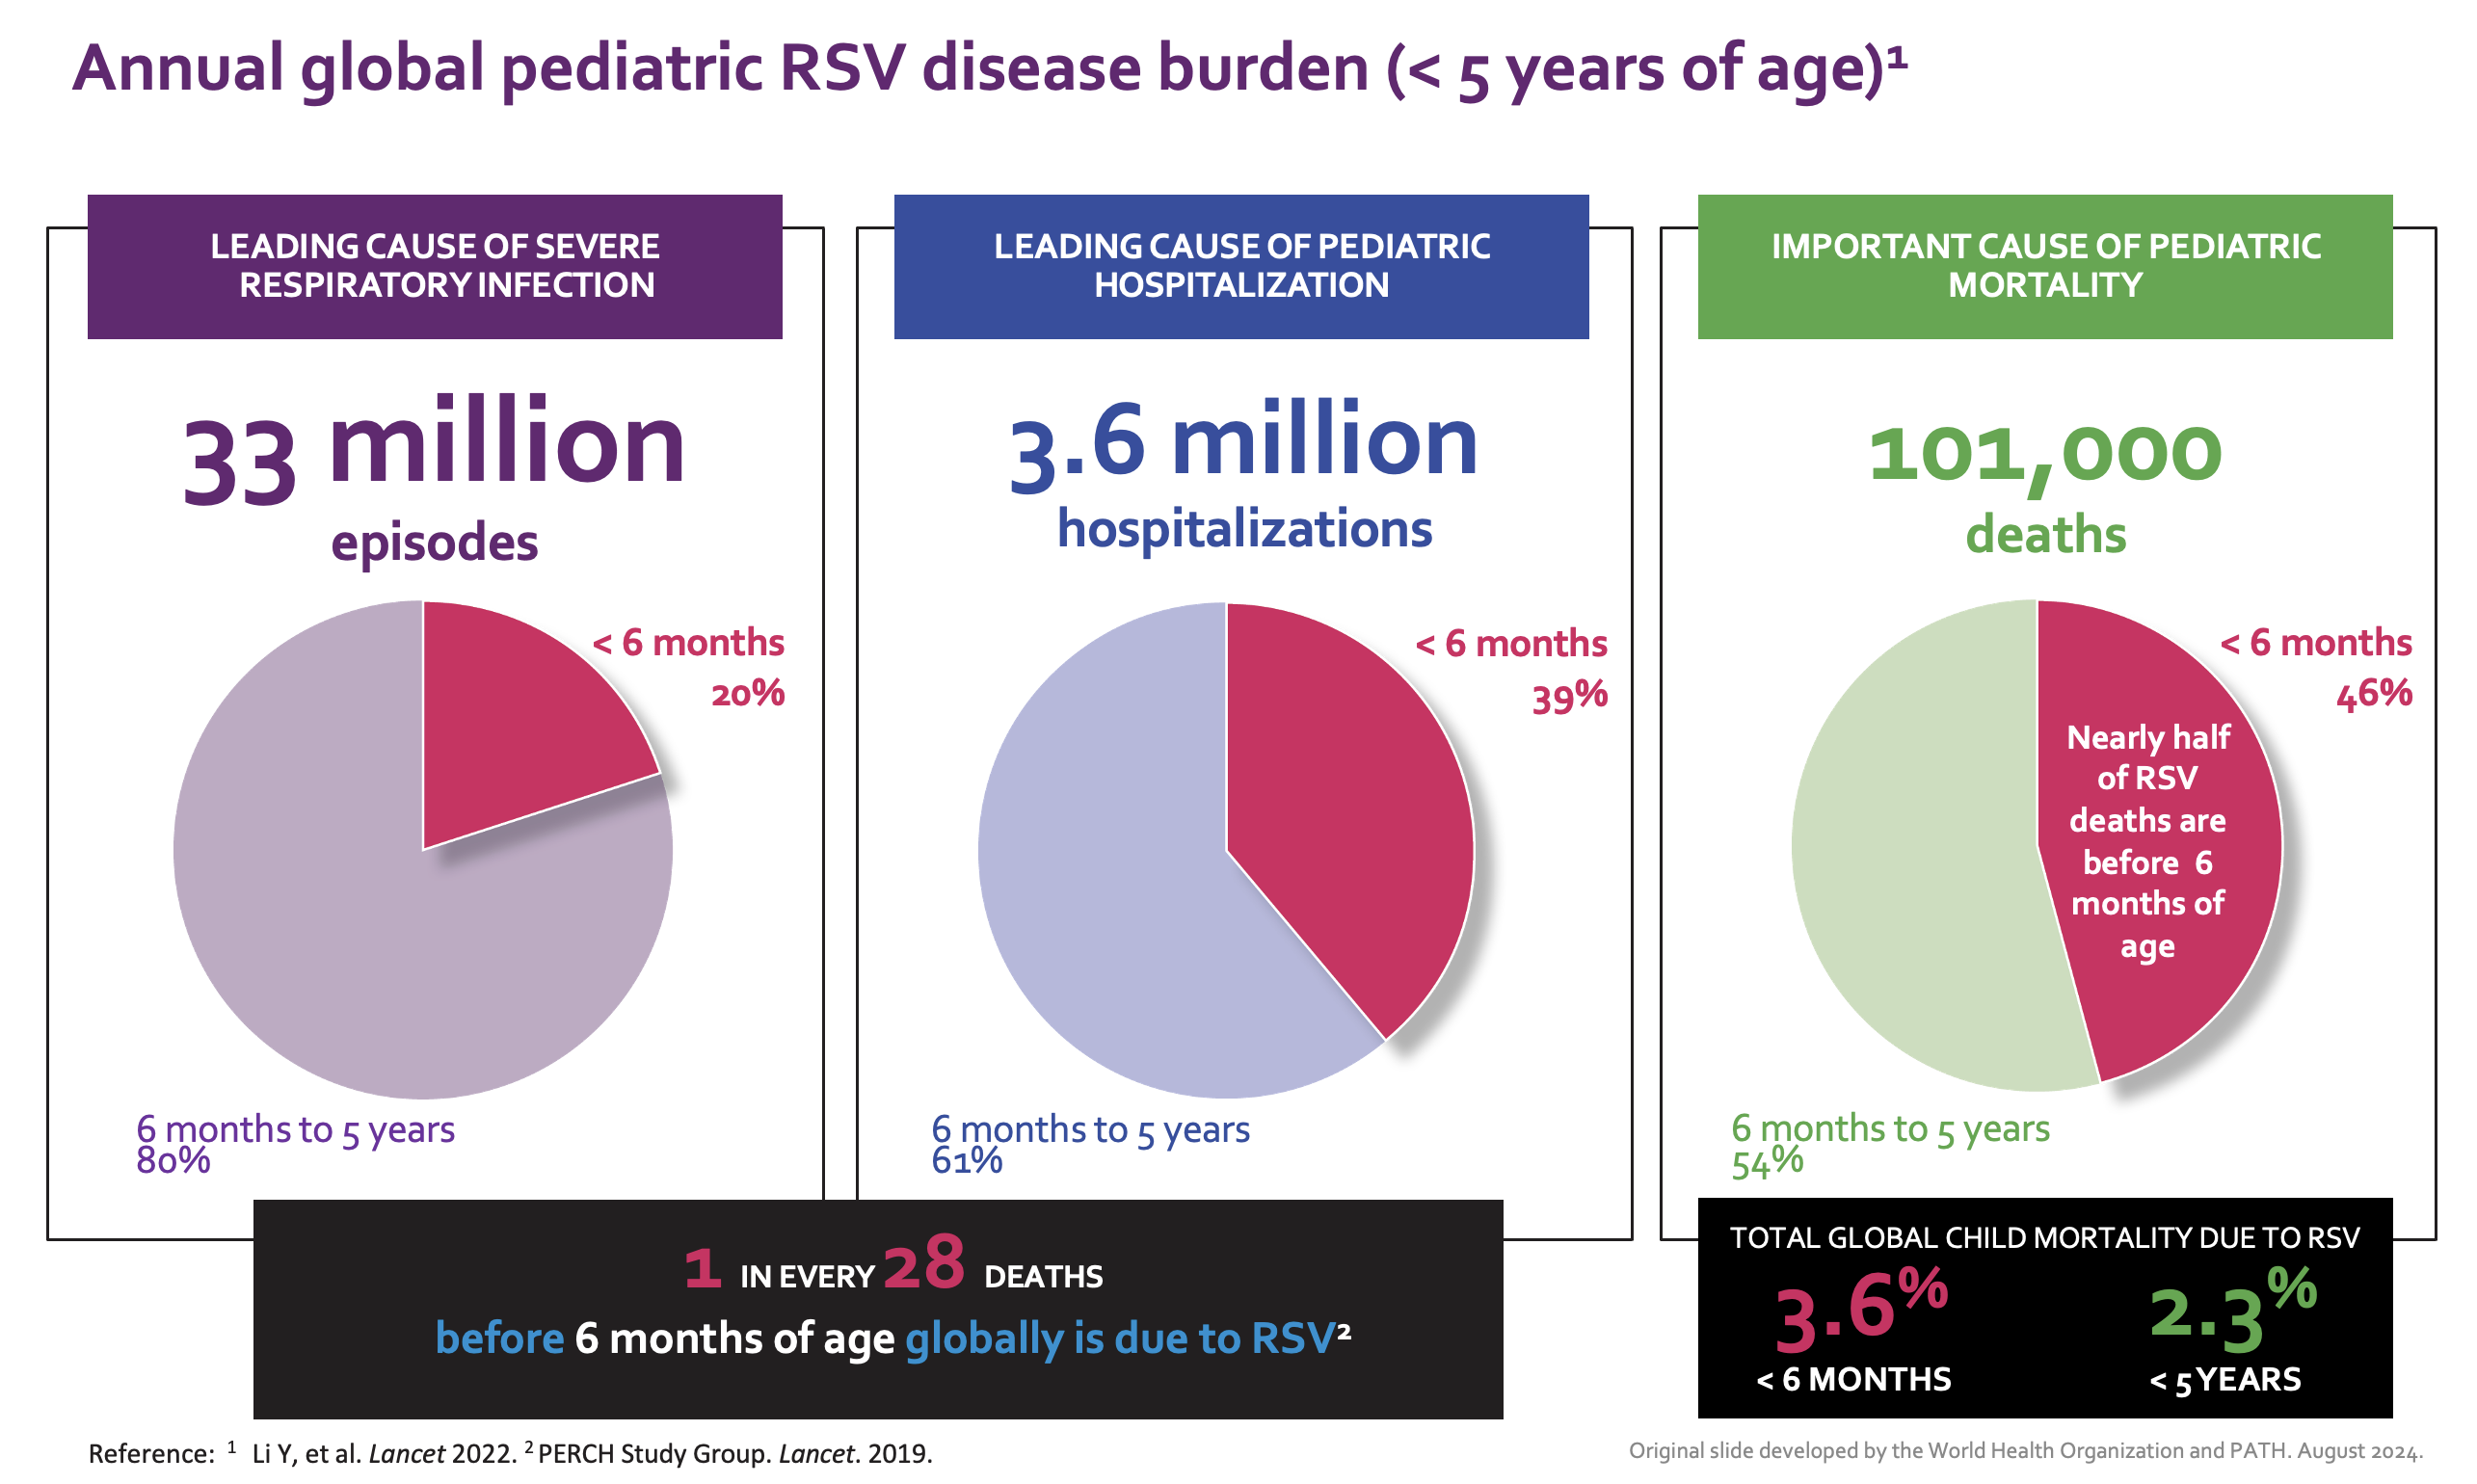 Annual global pediatric RSV disease burden (< 5 years of age)¹
LEADING CAUSE OF SEVERE
RESPIRATORY INFECTION
33 million
episodes
< 6 months
20%
6 months to 5 years
80%
LEADING CAUSE OF PEDIATRIC
HOSPITALIZATION
3.6 million
hospitalizations
< 6 months
39%
6 months to 5 years
61%
IMPORTANT CAUSE OF PEDIATRIC
MORTALITY
101,000
deaths
< 6 months
46%
Nearly half
of RSV
deaths are
before 6
months of
age
6 months to 5 years
54%
1 IN EVERY 28 DEATHS
before 6 months of age globally is due to RSV²
TOTAL GLOBAL CHILD MORTALITY DUE TO RSV
3.6% 2.3%
< 6 MONTHS < 5 YEARS
Reference: ¹ Li Y, et al. Lancet 2022. ² PERCH Study Group. Lancet. 2019.
Original slide developed by the World Health Organization and PATH. August 2024.